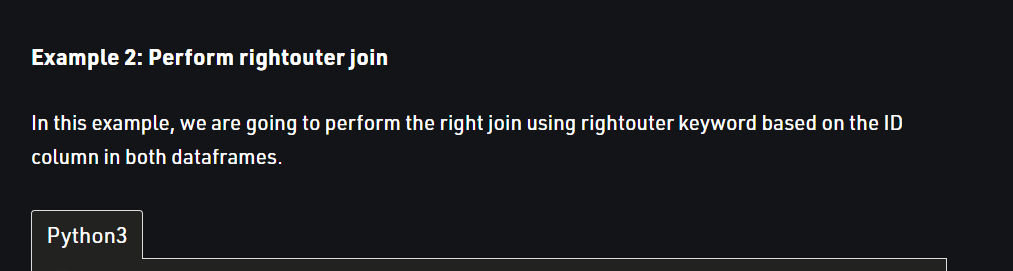 Example 2: Perform rightouter join
In this example, we are going to perform the right join using rightouter keyword based on the ID
column in both dataframes.
Python3